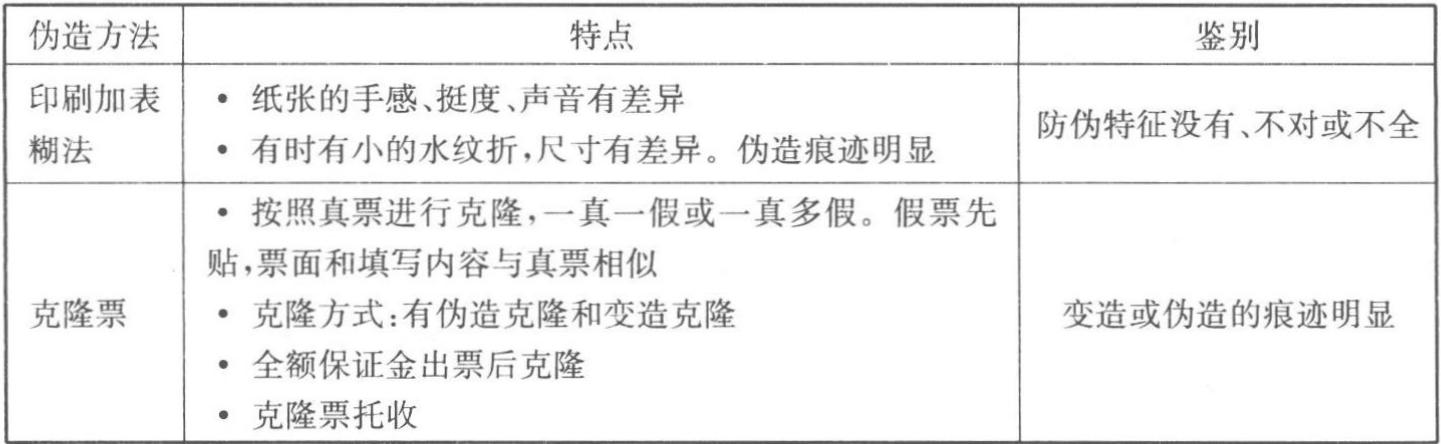 伪造方法 特点 鉴别
印刷加表糊法
• 纸张的手感、挺度、声音有差异
• 有时有小的水纹折,尺寸有差异。伪造痕迹明显
防伪特征没有、不对或不全
克隆票
• 按照真票进行克隆,一真一假或一真多假。假票先
贴,票面和填写内容与真票相似
• 克隆方式:有伪造克隆和变造克隆
• 全额保证金出票后克隆
• 克隆票托收
变造或伪造的痕迹明显